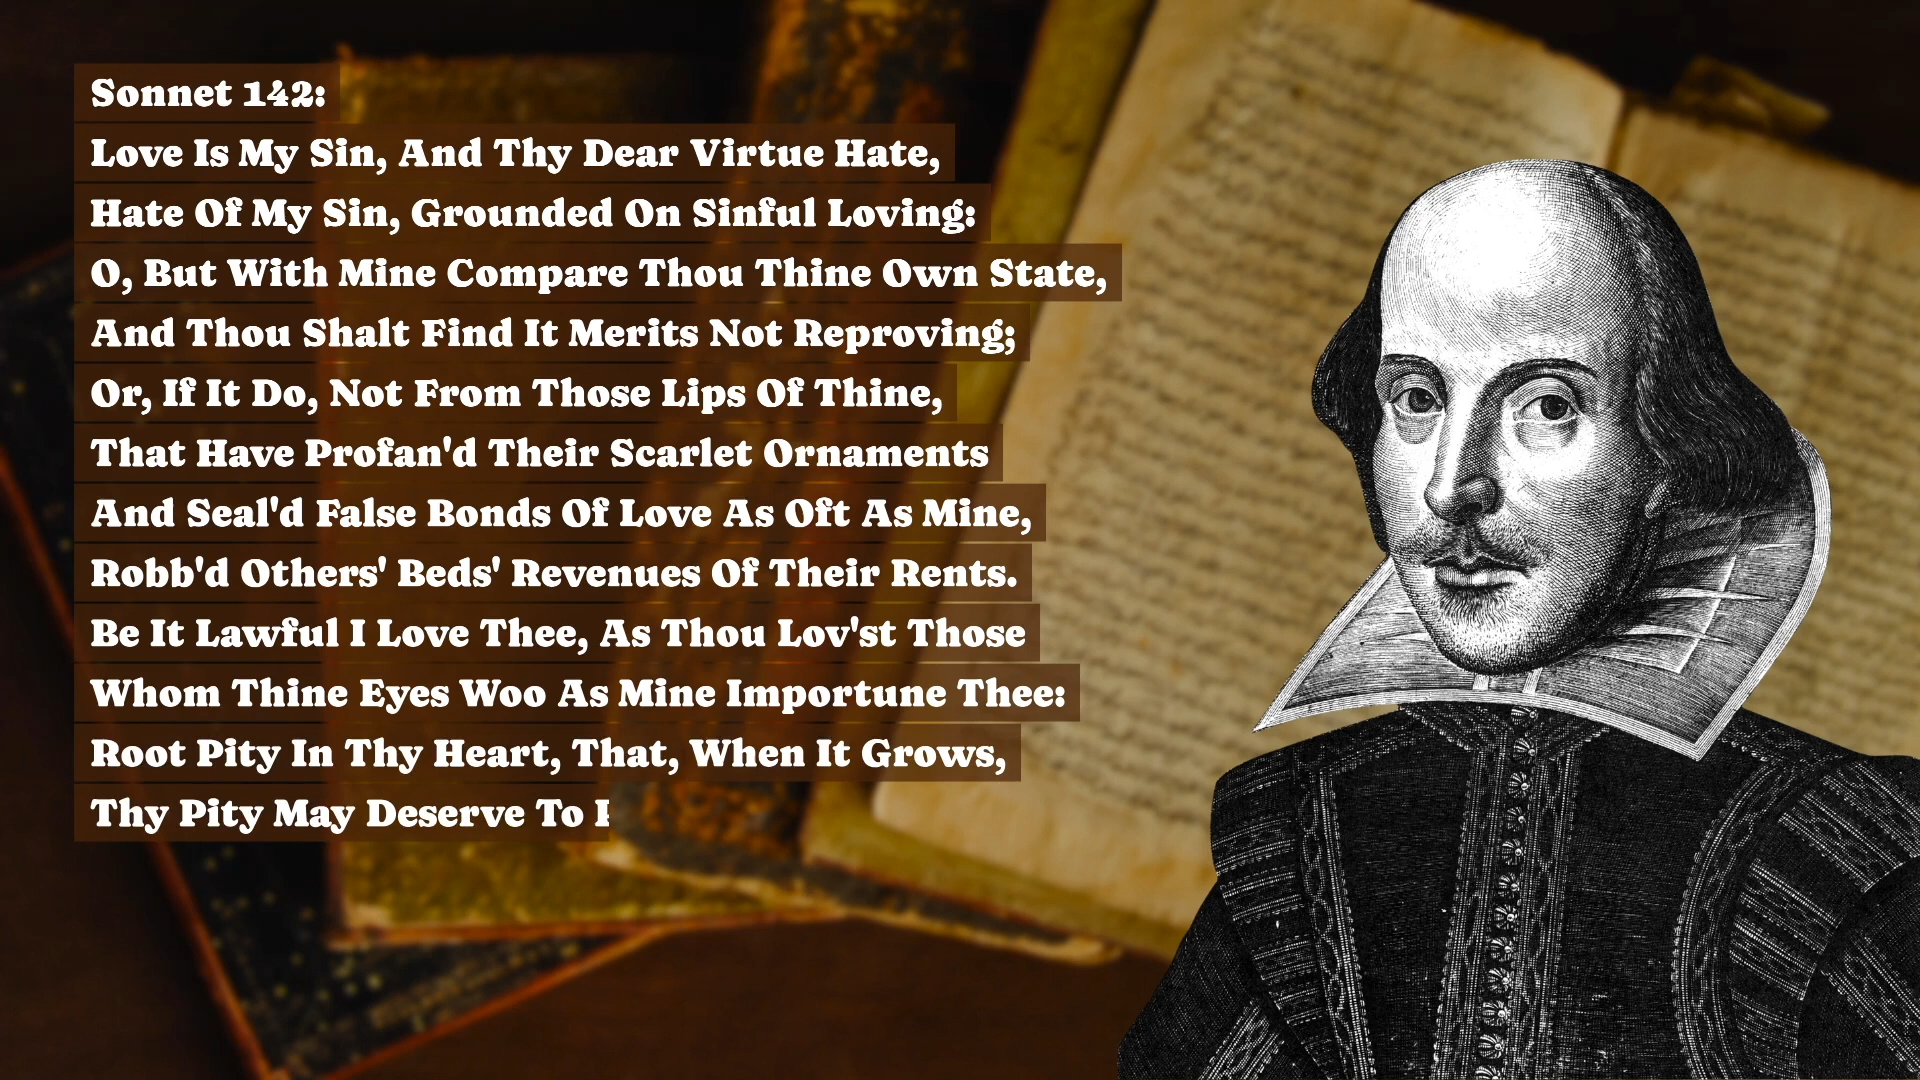 Sonnet 142:
Love Is My Sin, And Thy Dear Virtue Hate,
Hate Of My Sin, Grounded On Sinful Loving:
O, But With Mine Compare Thou Thine Own State,
And Thou Shalt Find It Merits Not Reproving;
Or, If It Do, Not From Those Lips Of Thine,
That Have Profan'd Their Scarlet Ornaments
And Seal'd False Bonds Of Love As Oft As Mine,
Robb'd Others' Beds' Revenues Of Their Rents.
Be It Lawful I Love Thee, As Thou Lov'st Those
Whom Thine Eyes Woo As Mine Importune Thee:
Root Pity In Thy Heart, That, When It Grows,
Thy Pity May Deserve To